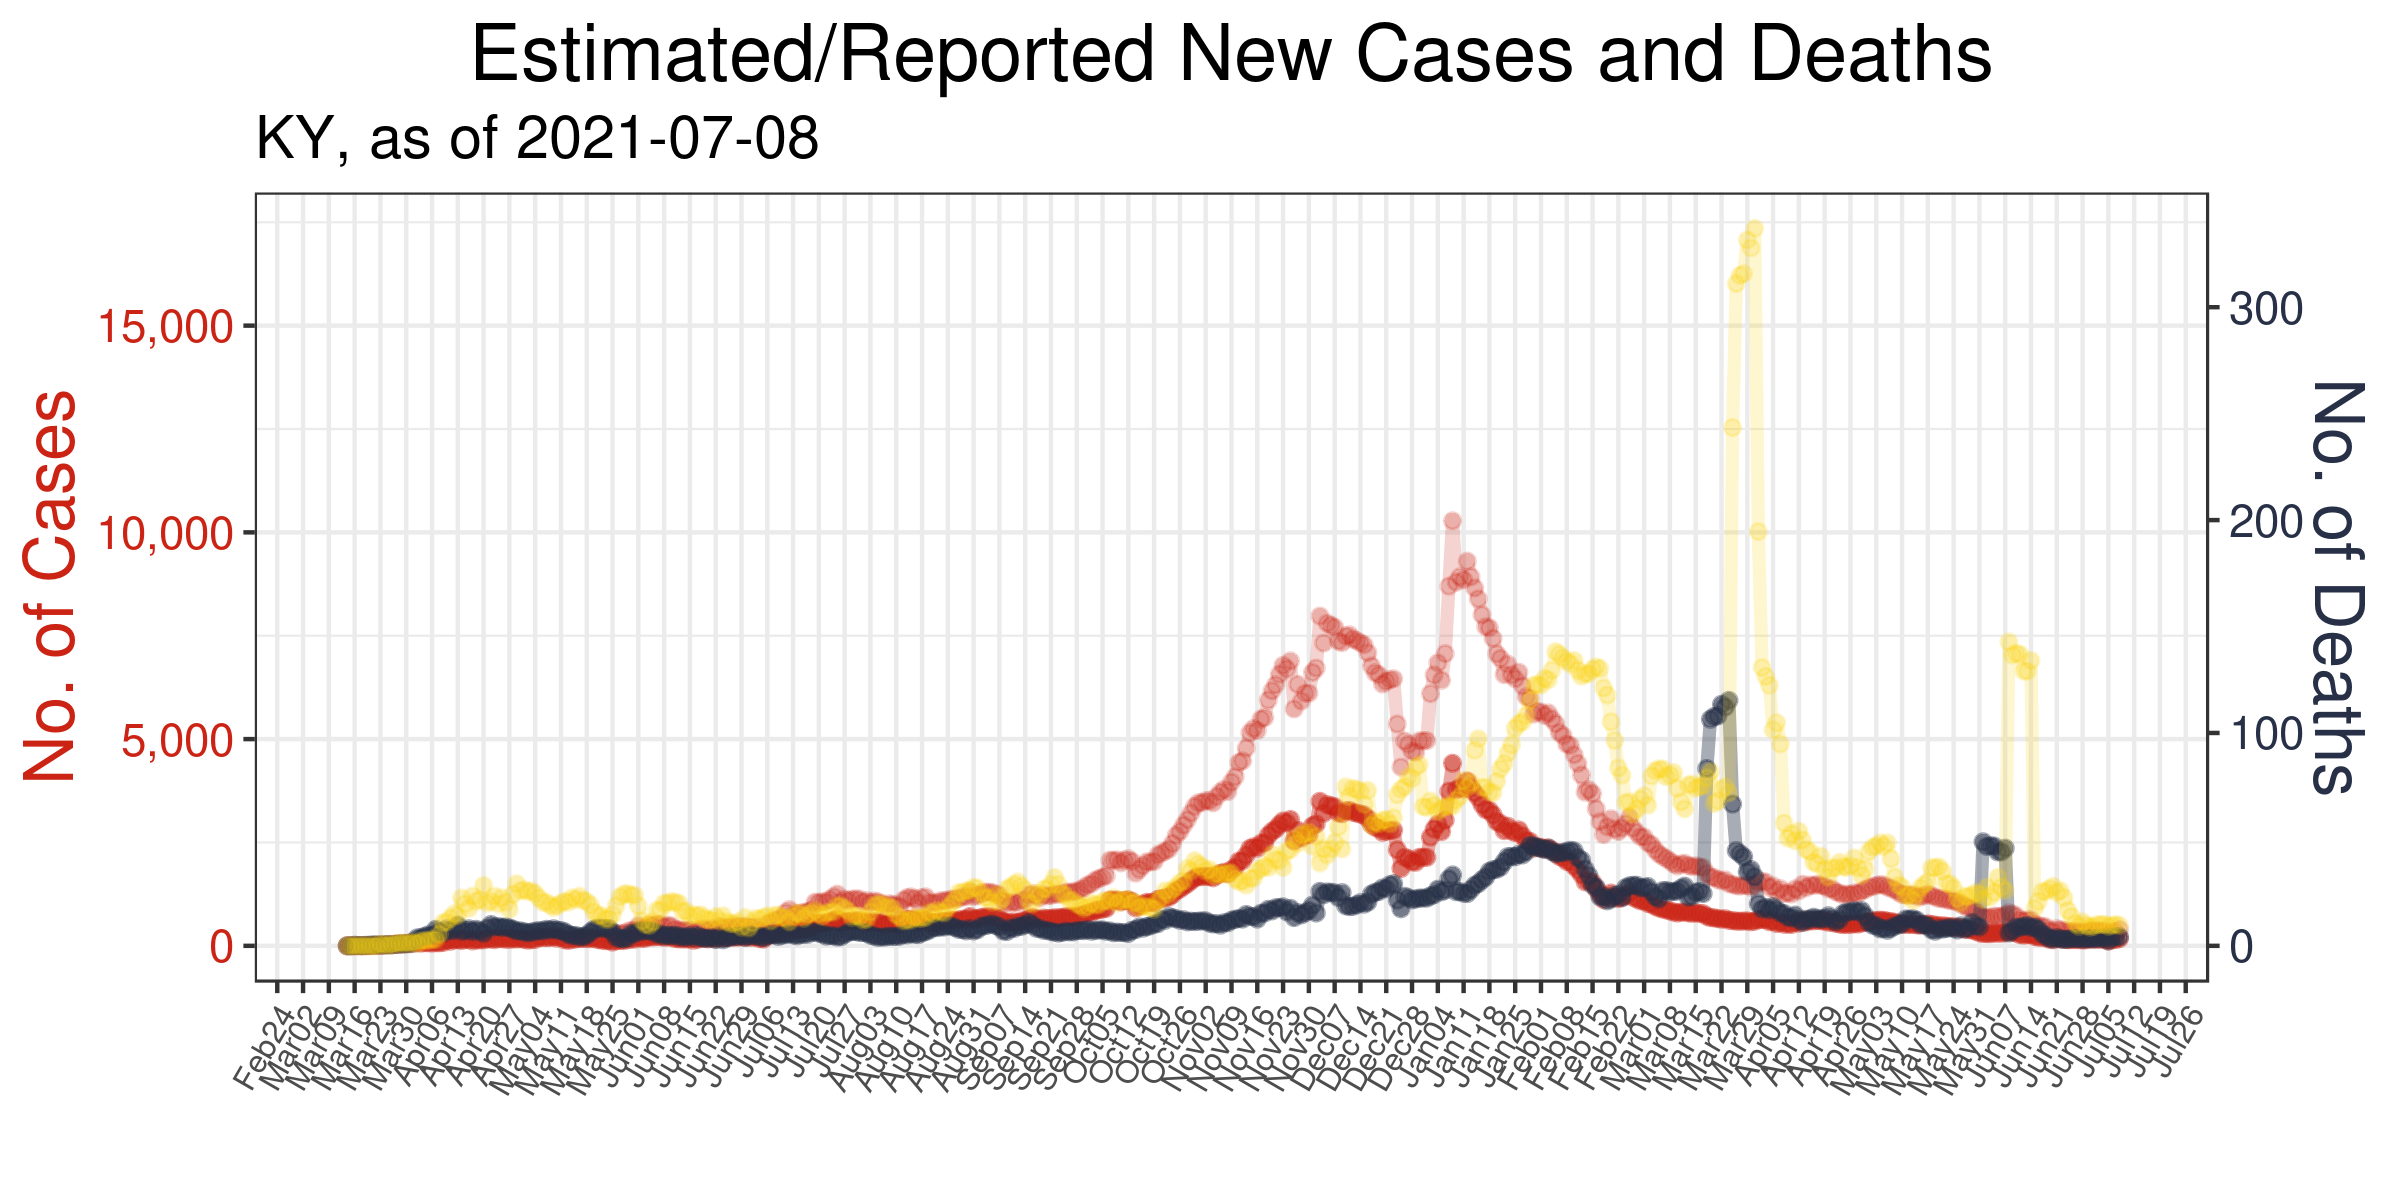 Estimated/Reported New Cases and Deaths
KY, as of 2021-07-08
No. of Cases
15,000
10,000
5,000
0
300
200
100
0
No. of Deaths
Feb24
Mar02
Mar09
Mar16
Mar23
Mar30
Apr06
Apr13
Apr20
Apr27
May04
May11
May18
May25
Jun01
Jun08
Jun15
Jun22
Jun29
Jul06
Jul13
Jul20
Jul27
Aug03
Aug10
Aug17
Aug24
Aug31
Sep07
Sep14
Sep21
Sep28
Oct05
Oct12
Oct19
Oct26
Nov02
Nov09
Nov16
Nov23
Nov30
Dec07
Dec14
Dec21
Dec28
Jan04
Jan11
Jan18
Jan25
Feb01
Feb08
Feb15
Feb22
Mar01
Mar08
Mar15
Mar22
Mar29
Apr05
Apr12
Apr19
Apr26
May03
May10
May17
May24
May31
Jun07
Jun14
Jun21
Jun28
Jul05
Jul12
Jul19
Jul26